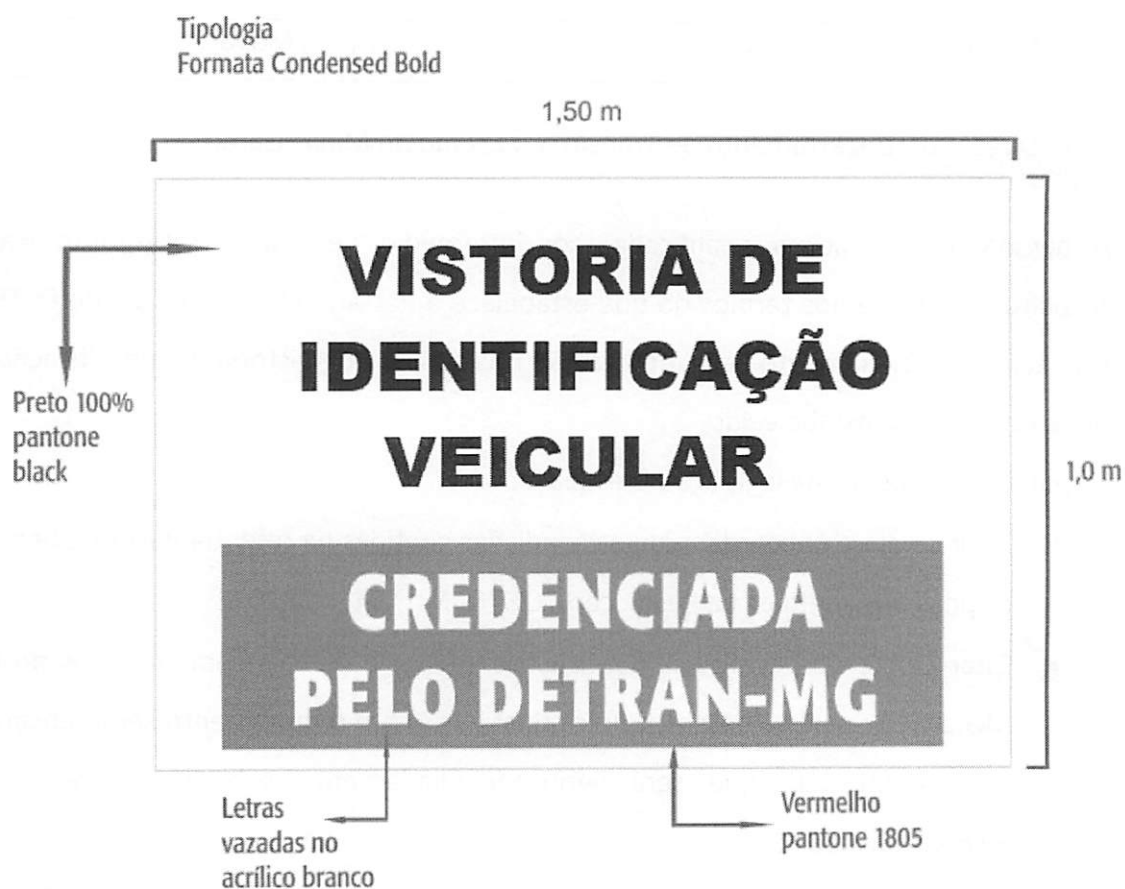 Tipologia
Formata Condensed Bold
1,50 m
VISTORIA DE
IDENTIFICAÇÃO
VEICULAR
Preto 100%
pantone
black
1,0 m
CREDENCIADA
PELO DETRAN-MG
Letras
vazadas no
acrílico branco
Vermelho
pantone 1805